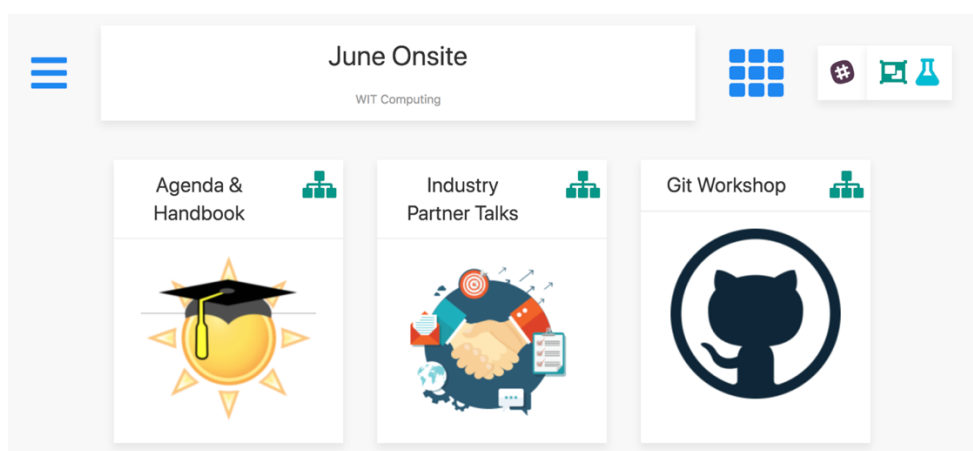 June Onsite
WIT Computing
Agenda &
Handbook
Industry
Partner Talks
Git Workshop